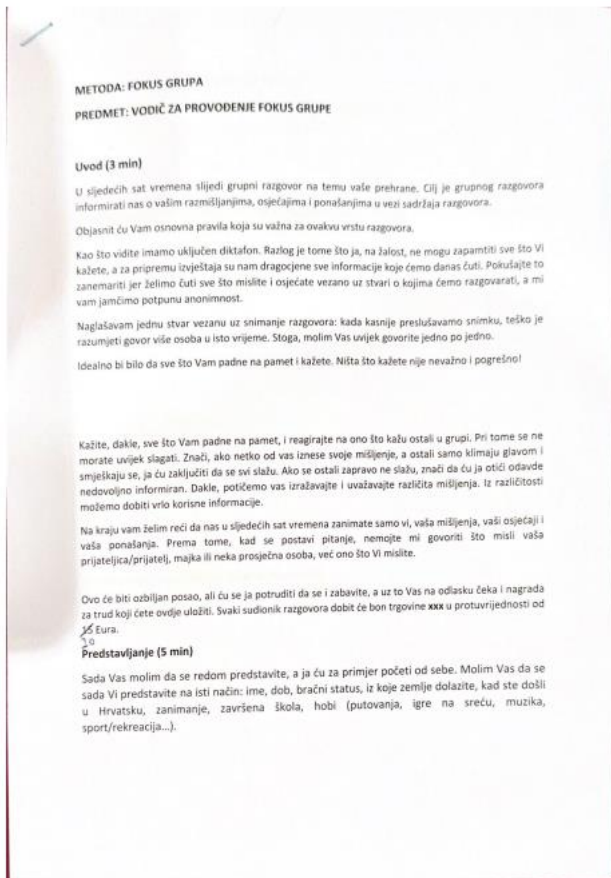 METODA: FOKUS GRUPA
PREDMET: VODIČ ZA PROVOĐENJE FOKUS GRUPE
Uvod (3 min)
U sljedećih sat vremena slijedi grupni razgovor na temu vaše prehrane. Cilj je grupnog razgovora
informirati nas o vašim razmišljanjima, osjećajima i ponašanjima u vezi sadržaja razgovora.
Objasnit ću Vam osnovna pravila koja su važna za ovakvu vrstu razgovora.
Kao što vidite imamo uključen diktafon. Razlog je tome što ja, na žalost, ne mogu zapamtiti sve što Vi
kažete, a za pripremu izvještaja su nam dragocjene sve informacije koje ćemo danas čuti. Pokušajte to
zanemariti jer želimo čuti sve što mislite i osjećate vezano uz stvari o kojima ćemo razgovarati, a mi
vam jamčimo potpunu anonimnost.
Naglašavam jednu stvar vezanu uz snimanje razgovora: kada kasnije preslušavamo snimku, teško je
razumjeti govor više osoba u isto vrijeme. Stoga, molim Vas uvijek govorite jedno po jedno.
Idealno bi bilo da sve što Vam padne na pamet i kažete. Ništa što kažete nije nevažno i pogrešno!
Kažite, dakle, sve što Vam padne na pamet, i reagirajte na ono što kažu ostali u grupi. Pri tome se ne
morate uvijek slagati. Znači, ako netko od vas iznese svoje mišljenje, a ostali samo klimaju glavom i
smješkaju se, ja ću zaključiti da se svi slažu. Ako se ostali zapravo ne slažu, znači da ću ja otići odavde
nedovoljno informiran. Dakle, potičemo vas izražavajte i uvažavajte različita mišljenja. Iz različitosti
možemo dobiti vrlo korisne informacije.
Na kraju vam želim reći da nas u sljedećih sat vremena zanimate samo vi, vaša mišljenja, vaši osjećaji i
vaša ponašanja. Prema tome, kad se postavi pitanje, nemojte mi govoriti što misli vaša
prijateljica/prijatelj, majka ili neka prosječna osoba, već ono što Vi mislite.
Ovo će biti ozbiljan posao, ali ću se ja potruditi da se i zabavite, a uz to Vas na odlasku čeka i nagrada
za trud koji ćete ovdje uložiti. Svaki sudionik razgovora dobit će bon trgovine xxx u protuvrijednosti od
Eura.
Predstavljanje (5 min)
Sada Vas molim da se redom predstavite, a ja ću za primjer početi od sebe. Molim Vas da se
sada Vi predstavite na isti način: ime, dob, bračni status, iz koje zemlje dolazite, kad ste došli
u Hrvatsku, zanimanje, završena škola, hobi (putovanja, igre na sreću, muzika,
sport/rekreacija...).